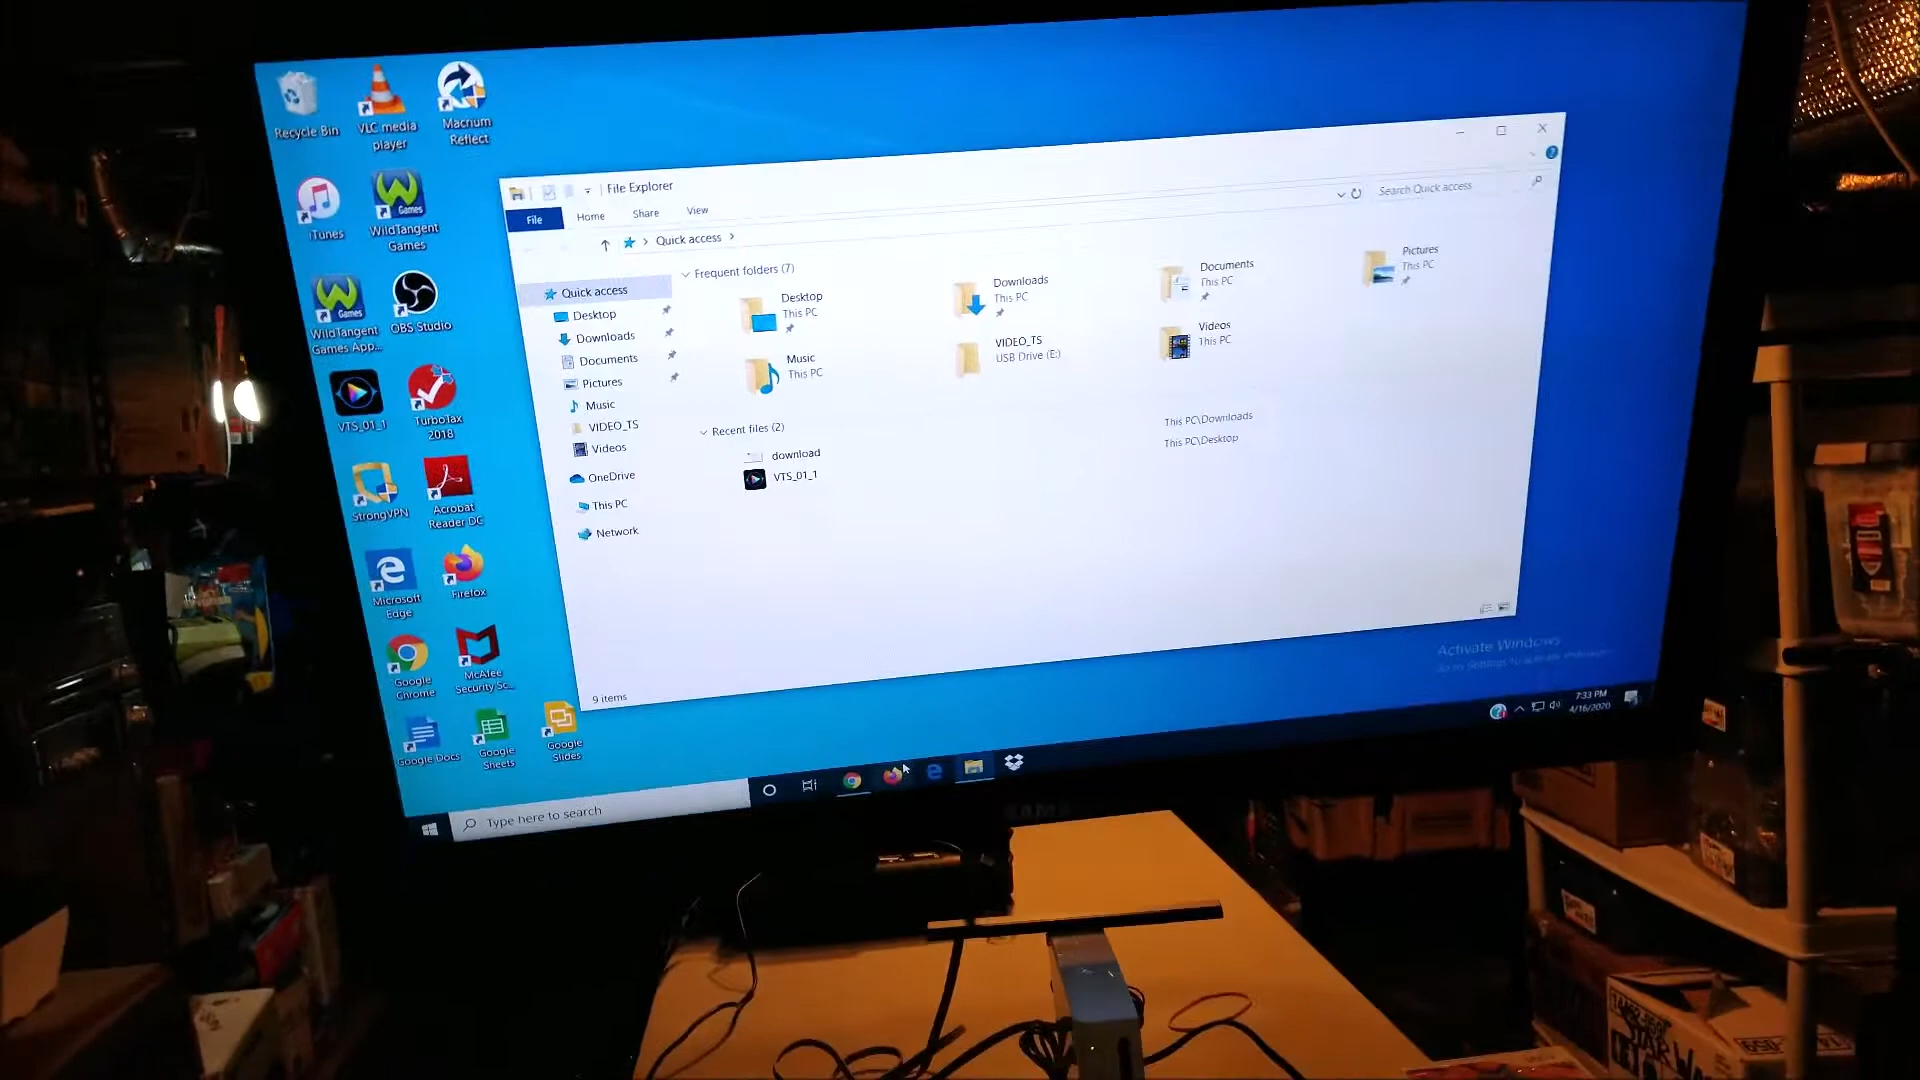 Recycle Bin
VLC media
player
Macrium
Reflect
iTunes
Games
WildTangent
Games
Games
WildTangent
Games App...
OBS Studio
VTS_01_1
TurboTax
2018
StrongVPN
Acrobat
Reader DC
Microsoft
Edge
Firefox
Google
Chrome
McAfee
Security Sc...
Google Docs
Google
Sheets
Google
Slides
File Explorer
File
Home
Share
View
Quick access
Search Quick access
Quick access
Desktop
Downloads
Documents
Pictures
Music
VIDEO_TS
Videos
OneDrive
This PC
Network
Frequent folders (7)
Desktop
This PC
Downloads
This PC
Documents
This PC
Pictures
This PC
Music
This PC
VIDEO_TS
USB Drive (E:)
Videos
This PC
Recent files (2)
download
This PC\Downloads
VTS_01_1
This PC\Desktop
9 items
Activate Windows
Type here to search
7:33 PM
4/16/2020
STAR WA